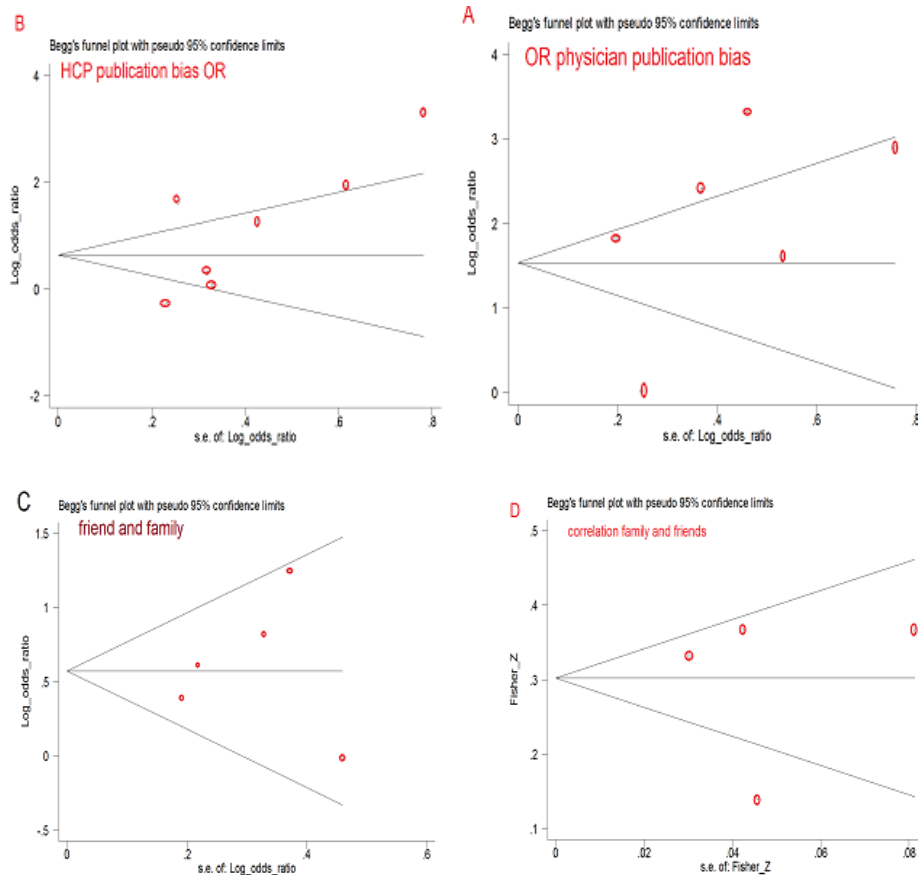 B
Begg's funnel plot with pseudo 95% confidence limits
HCP publication bias OR
4
2
0
-2
Log_odds_ratio
0
.2
.4
.6
.8
s.e. of: Log_odds_ratio
A
Begg's funnel plot with pseudo 95% confidence limits
OR physician publication bias
4
3
2
1
0
Log_odds_ratio
0
.2
.4
.6
.8
s.e. of: Log_odds_ratio
C
Begg's funnel plot with pseudo 95% confidence limits
friend and family
1.5
1
.5
0
-.5
Log_odds_ratio
0
.2
.4
.6
s.e. of: Log_odds_ratio
D
Begg's funnel plot with pseudo 95% confidence limits
correlation family and friends
.5
.4
.3
.2
.1
Fisher_Z
0
.02
.04
.06
.08
s.e. of: Fisher_Z